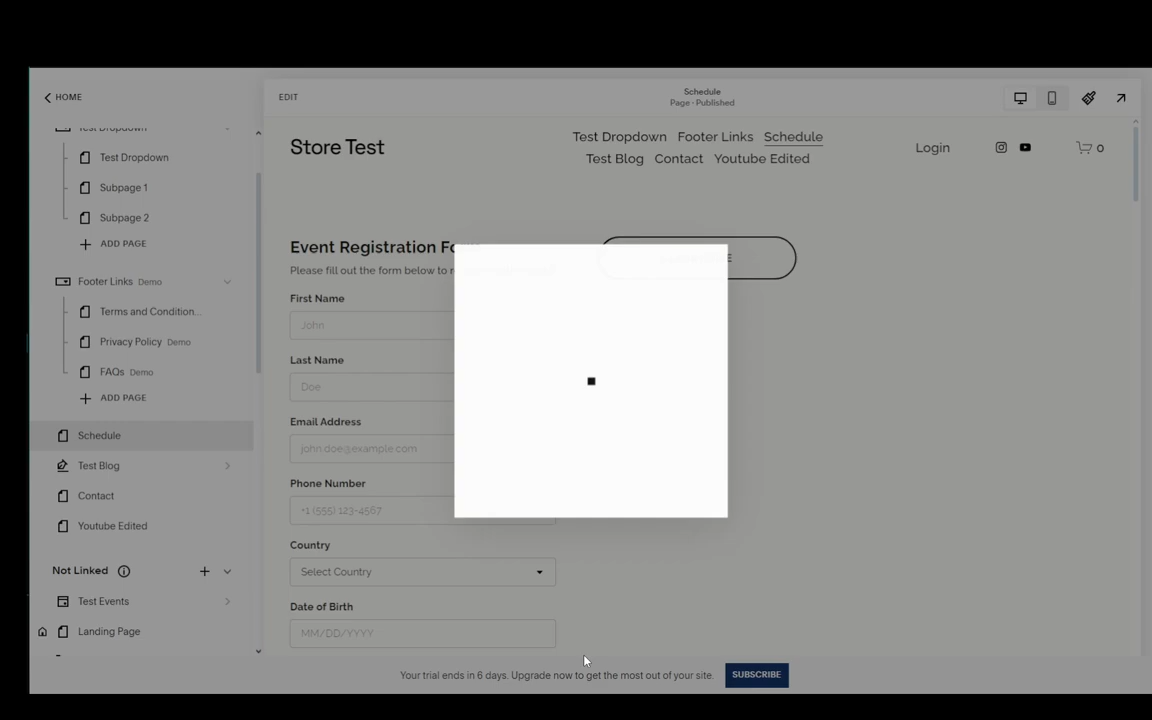 HOME
Test Dropdown
Test Dropdown
Subpage 1
Subpage 2
ADD PAGE
Footer Links Demo
Terms and Condition...
Privacy Policy Demo
FAQs Demo
ADD PAGE
Schedule
Test Blog
Contact
Youtube Edited
Not Linked
Test Events
Landing Page
EDIT
Schedule
Page · Published
Store Test
Test Dropdown Footer Links Schedule
Test Blog Contact Youtube Edited
Login
0
Event Registration
Please fill out the form below to
First Name
John
Last Name
Doe
Email Address
john.doe@example.com
Phone Number
+1 (555) 123-4567
Country
Select Country
Date of Birth
MM/DD/YYYY
Your trial ends in 6 days. Upgrade now to get the most out of your site.
SUBSCRIBE